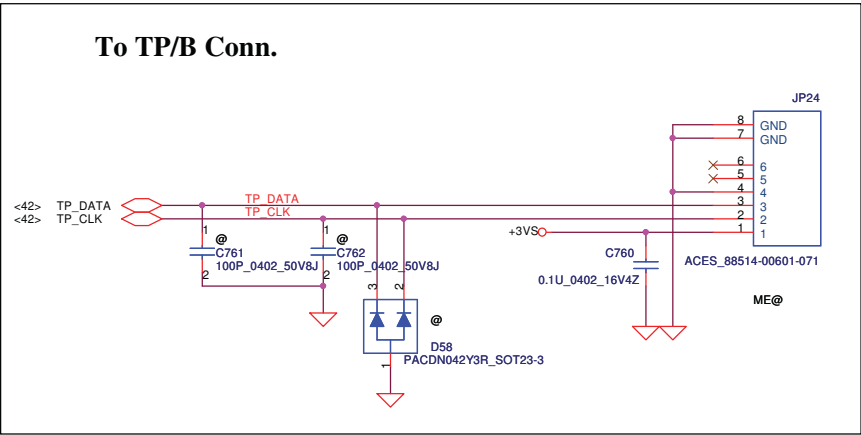 To TP/B Conn.
JP24
8 GND
7 GND
6 6
5 5
4 4
<42> TP_DATA TP_DATA 3 3
<42> TP_CLK TP_CLK 2 2
+3VS 1 1
1 @ 1 @
C761 C762 C760
100P_0402_50V8J 100P_0402_50V8J
2 2
ACES_88514-00601-071
0.1U_0402_16V4Z
3 2
ME@
@
D58
PACDN042Y3R_SOT23-3
1